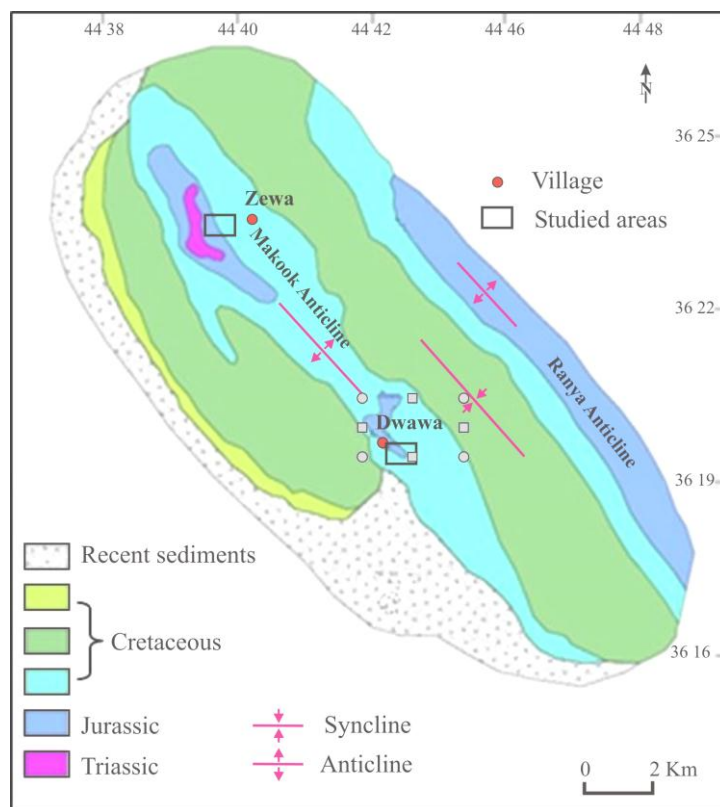 44 38 44 40 44 42 44 46 44 48
N
36 25
Village
Studied areas
Zewa
Makook Anticline
36 22
Ranya Anticline
Dwawa
36 19
Recent sediments
Cretaceous
36 16
Jurassic
Syncline
Triassic
Anticline
0 2 Km